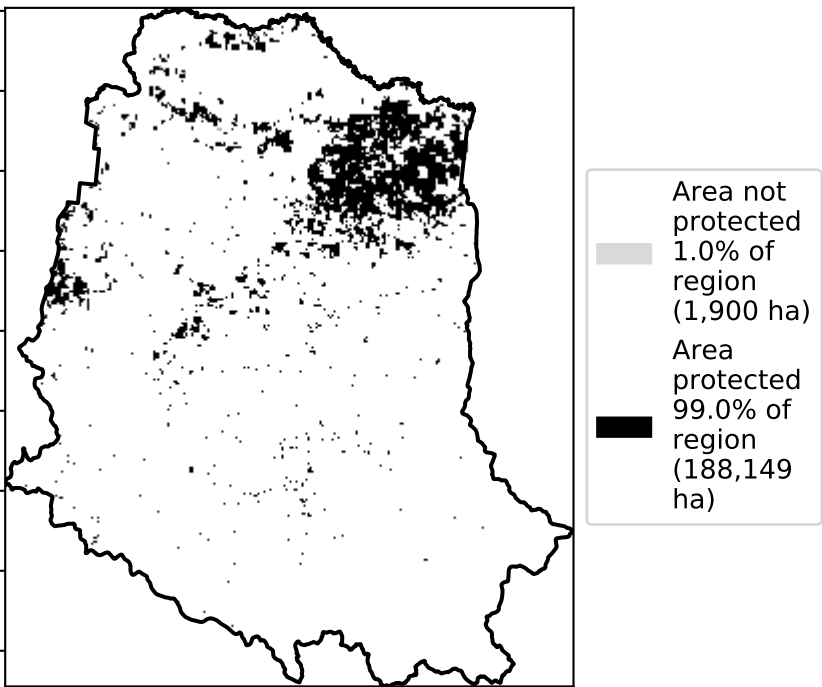 Area not
protected
1.0% of
region
(1,900 ha)
Area
protected
99.0% of
region
(188,149
ha)